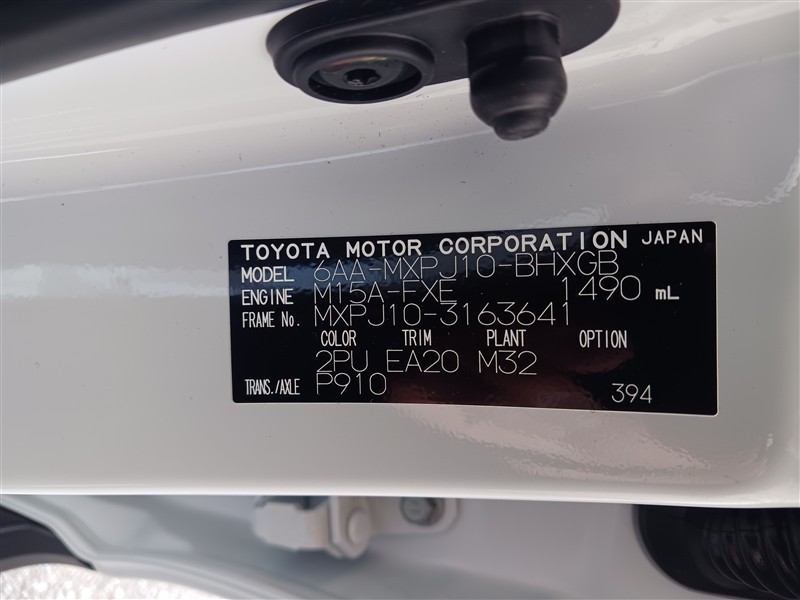 TOYOTA MOTOR CORPORATION JAPAN
MODEL 6AA-MXPJ10-BHXGB
ENGINE M15A-FXE 1490 mL
FRAME No. MXPJ10-3163641
COLOR TRIM PLANT OPTION
2PU EA20 M32
TRANS./AXLE P910 394